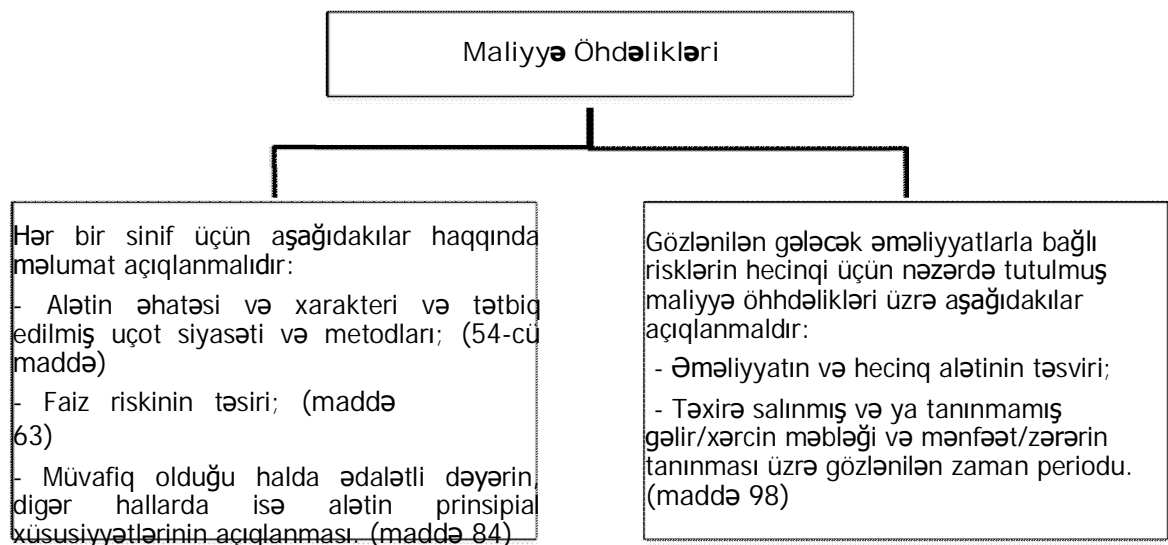 Maliyyə Öhdəlikləri
Hər bir sinif üçün aşağıdakılar haqqında
məlumat açıqlanmalıdır:
- Alətin əhatəsi və xarakteri və tətbiq
edilmiş uçot siyasəti və metodları; (54-cü
maddə)
- Faiz riskinin təsiri; (maddə
63)
- Müvafiq olduğu halda ədalətli dəyərin,
digər hallarda isə alətin prinsipial
xüsusiyyətlərinin açıqlanması. (maddə 84)
Gözlənilən gələcək əməliyyatlarla bağlı
risklərin hecinqi üçün nəzərdə tutulmuş
maliyyə öhhdəlikləri üzrə aşağıdakılar
açıqlanmaldır:
- Əməliyyatın və hecinq alətinin təsviri;
- Təxirə salınmış və ya tanınmamış
gəlir/xərcin məbləği və mənfəət/zərərin
tanınması üzrə gözlənilən zaman periodu.
(maddə 98)